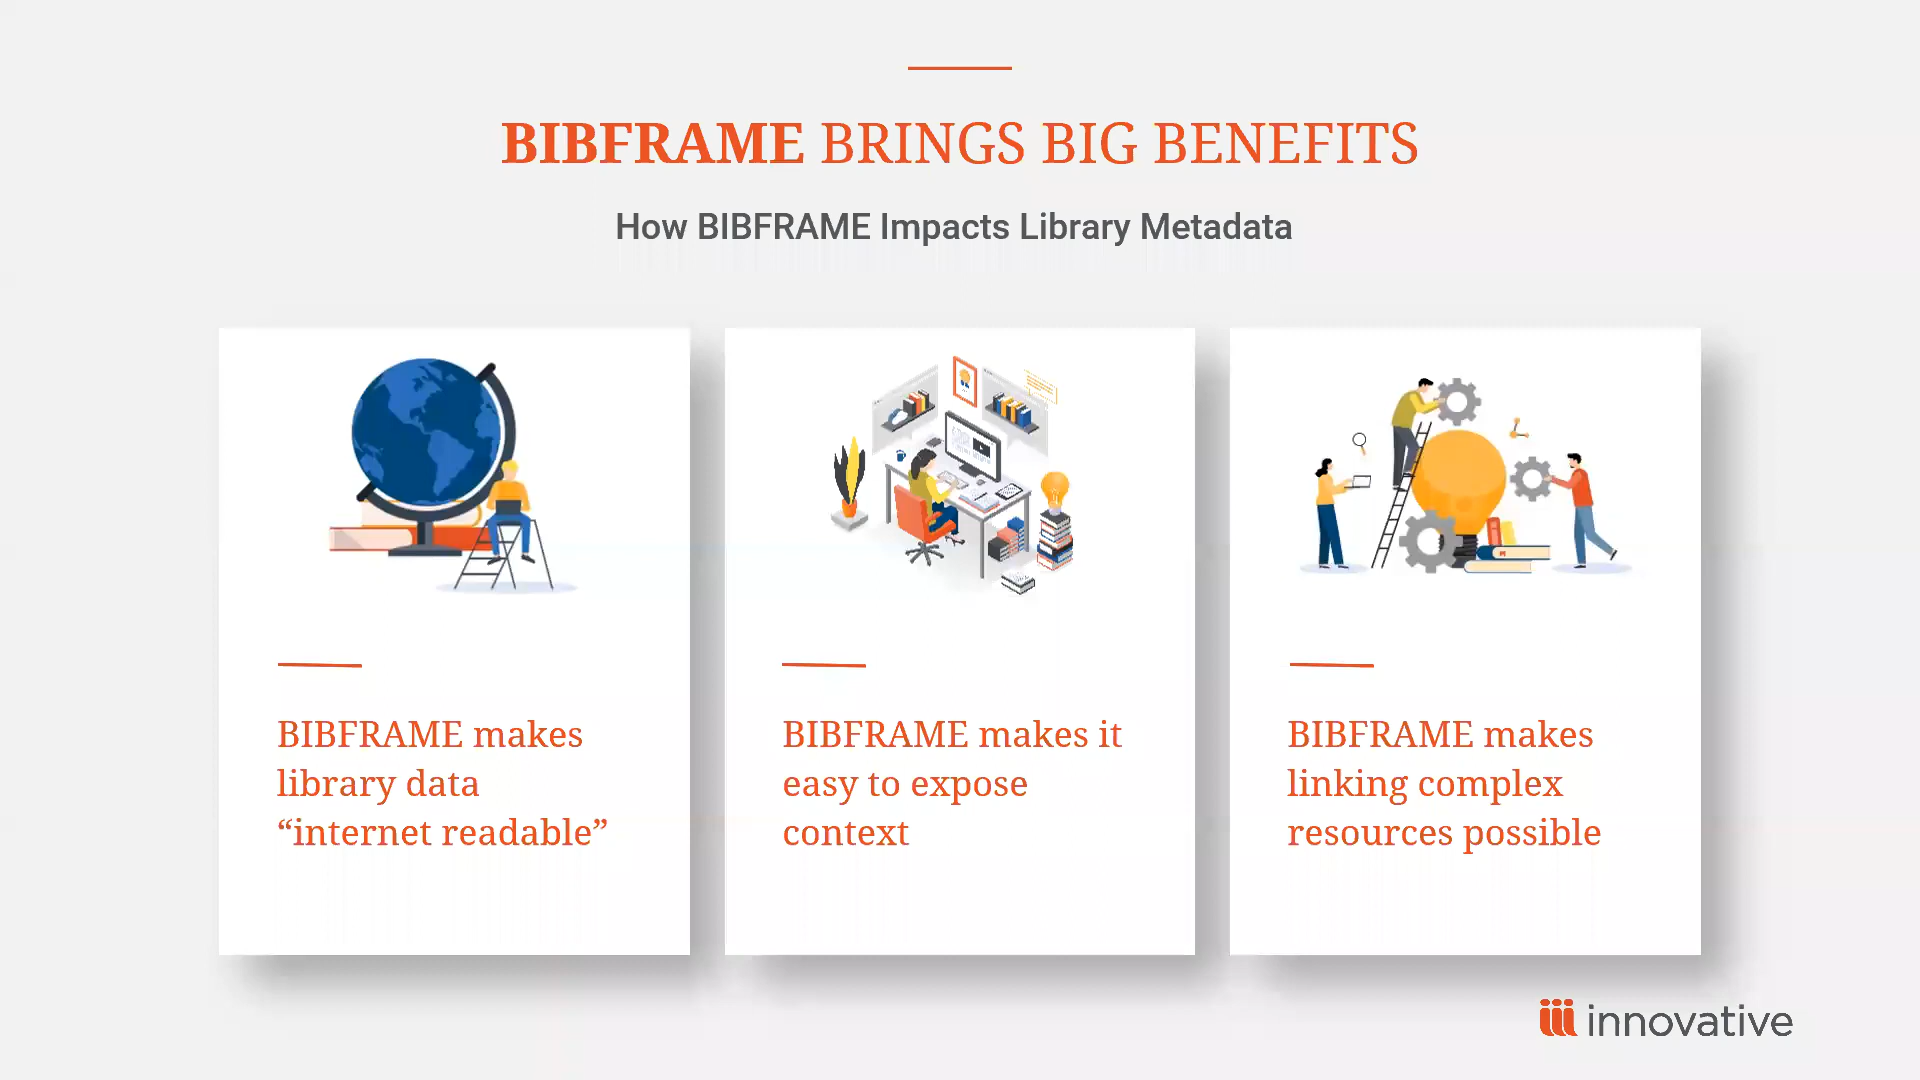 BIBFRAME BRINGS BIG BENEFITS
How BIBFRAME Impacts Library Metadata
BIBFRAME makes
library data
“internet readable”
BIBFRAME makes it
easy to expose
context
BIBFRAME makes
linking complex
resources possible
innovative